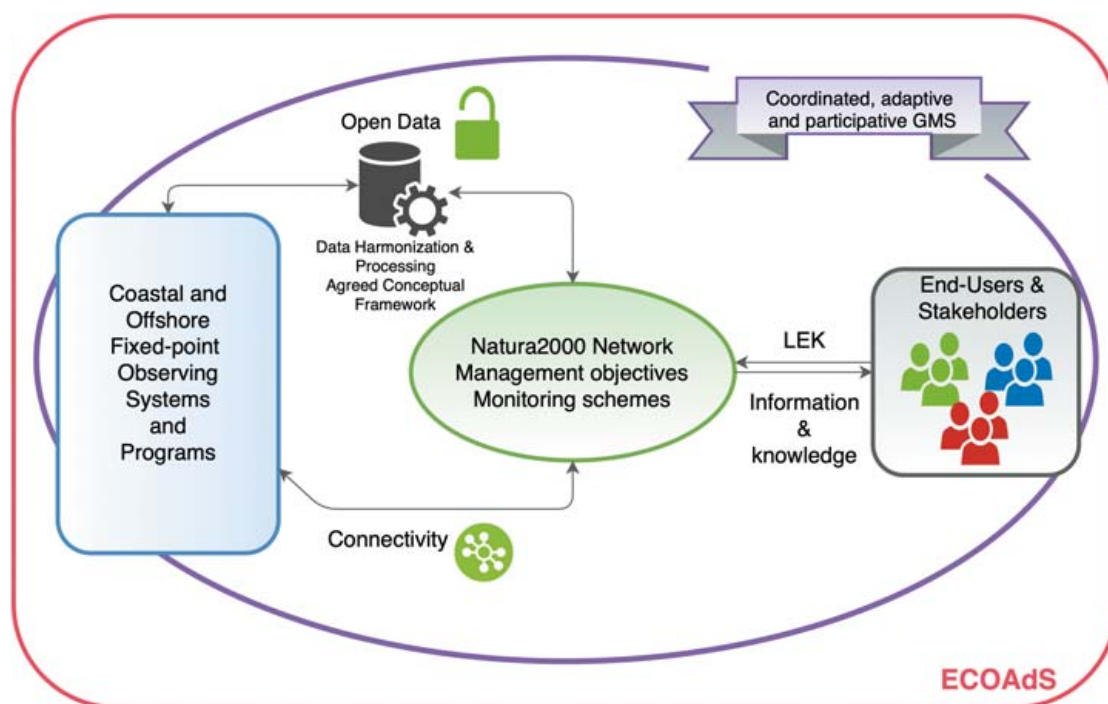 Coordinated, adaptive
and participative GMS
Open Data
Data Harmonization &
Processing
Agreed Conceptual
Framework
Coastal and
Offshore
Fixed-point
Observing
Systems
and
Programs
Natura2000 Network
Management objectives
Monitoring schemes
LEK
Information
&
knowledge
End-Users &
Stakeholders
Connectivity
ECOAdS